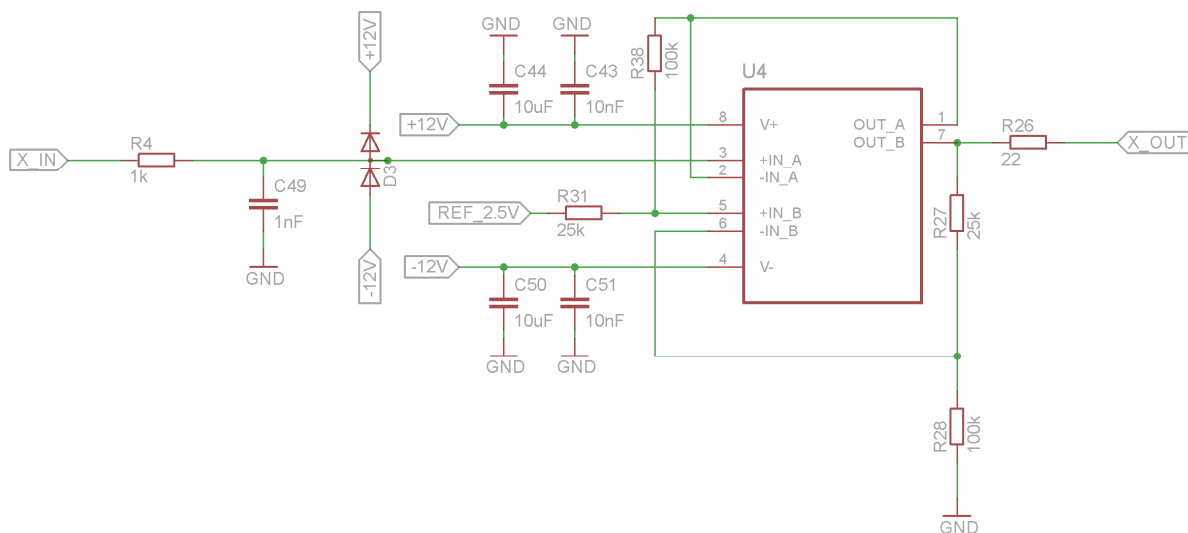 GND
GND
+12V
C44
10uF
C43
10nF
R38
100k
U4
+12V
8
V+
OUT_A
1
OUT_B
7
R26
22
X_OUT
X_IN
R4
1k
3
+IN_A
2
-IN_A
D3
C49
1nF
REF_2.5V
R31
25k
5
+IN_B
6
-IN_B
R27
25k
-12V
GND
-12V
4
V-
C50
10uF
C51
10nF
GND
GND
R28
100k
GND